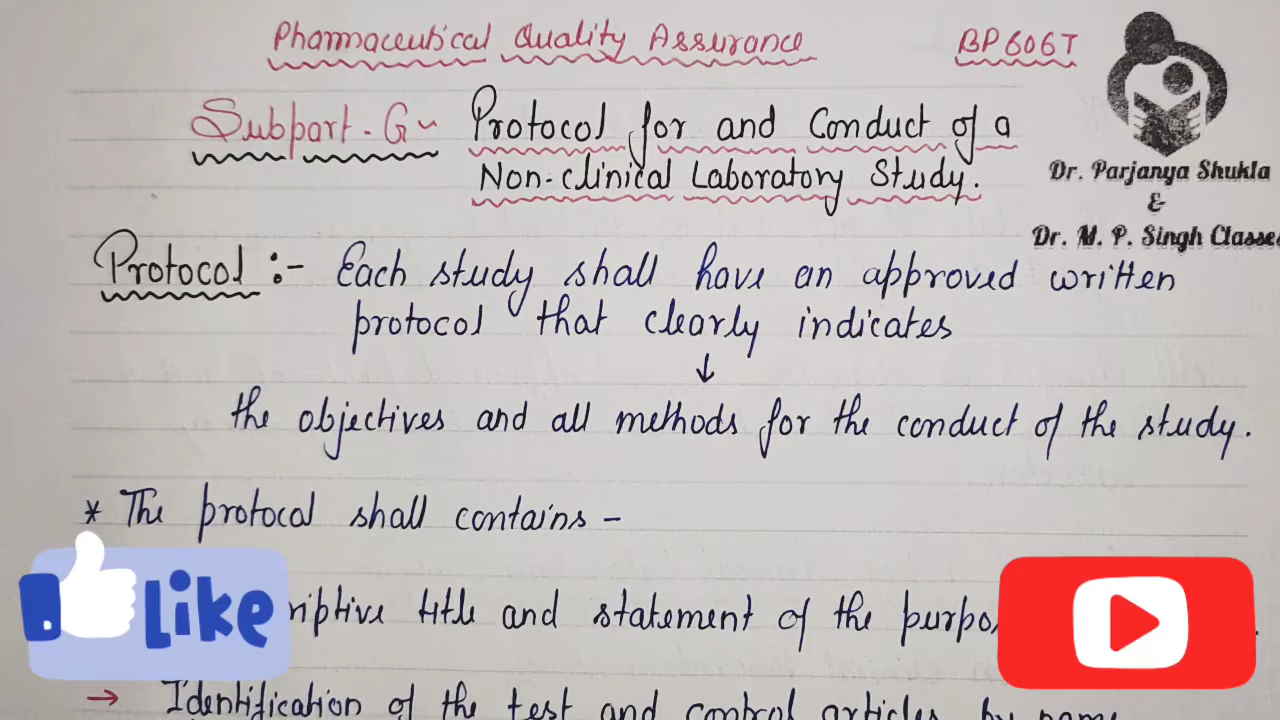 Pharmaceutical Quality Assurance BP606T
Subpart-G~ Protocol for and Conduct of a
Non-clinical Laboratory Study.
Dr. Parjanya Shukla
&
Dr. M. P. Singh Classes
Protocol :- Each study shall have an approved written
protocol that clearly indicates
↓
the objectives and all methods for the conduct of the study.
* The protocal shall contains -
Like
title and statement of the
→ Identification of the test and control articles by name